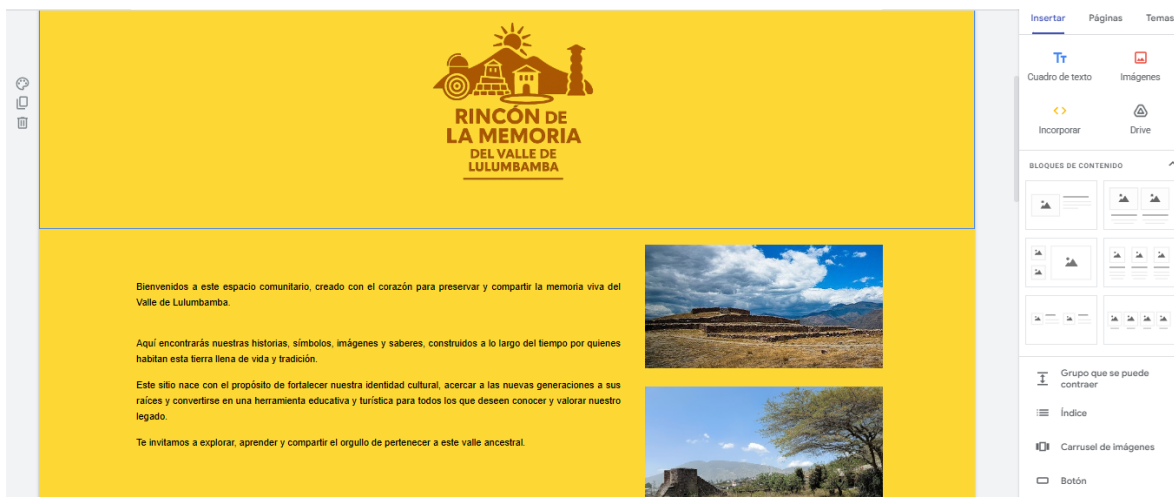 Insertar Páginas Temas
Cuadro de texto Imágenes
Incorporar Drive
BLOQUES DE CONTENIDO
Grupo que se puede
contraer
Índice
Carrusel de imágenes
Botón
RINCÓN DE
LA MEMORIA
DEL VALLE DE
LULUMBAMBA
Bienvenidos a este espacio comunitario, creado con el corazón para preservar y compartir la memoria viva del
Valle de Lulumbamba.
Aquí encontrarás nuestras historias, símbolos, imágenes y saberes, construidos a lo largo del tiempo por quienes
habitan esta tierra llena de vida y tradición.
Este sitio nace con el propósito de fortalecer nuestra identidad cultural, acercar a las nuevas generaciones a sus
raíces y convertirse en una herramienta educativa y turística para todos los que deseen conocer y valorar nuestro
legado.
Te invitamos a explorar, aprender y compartir el orgullo de pertenecer a este valle ancestral.